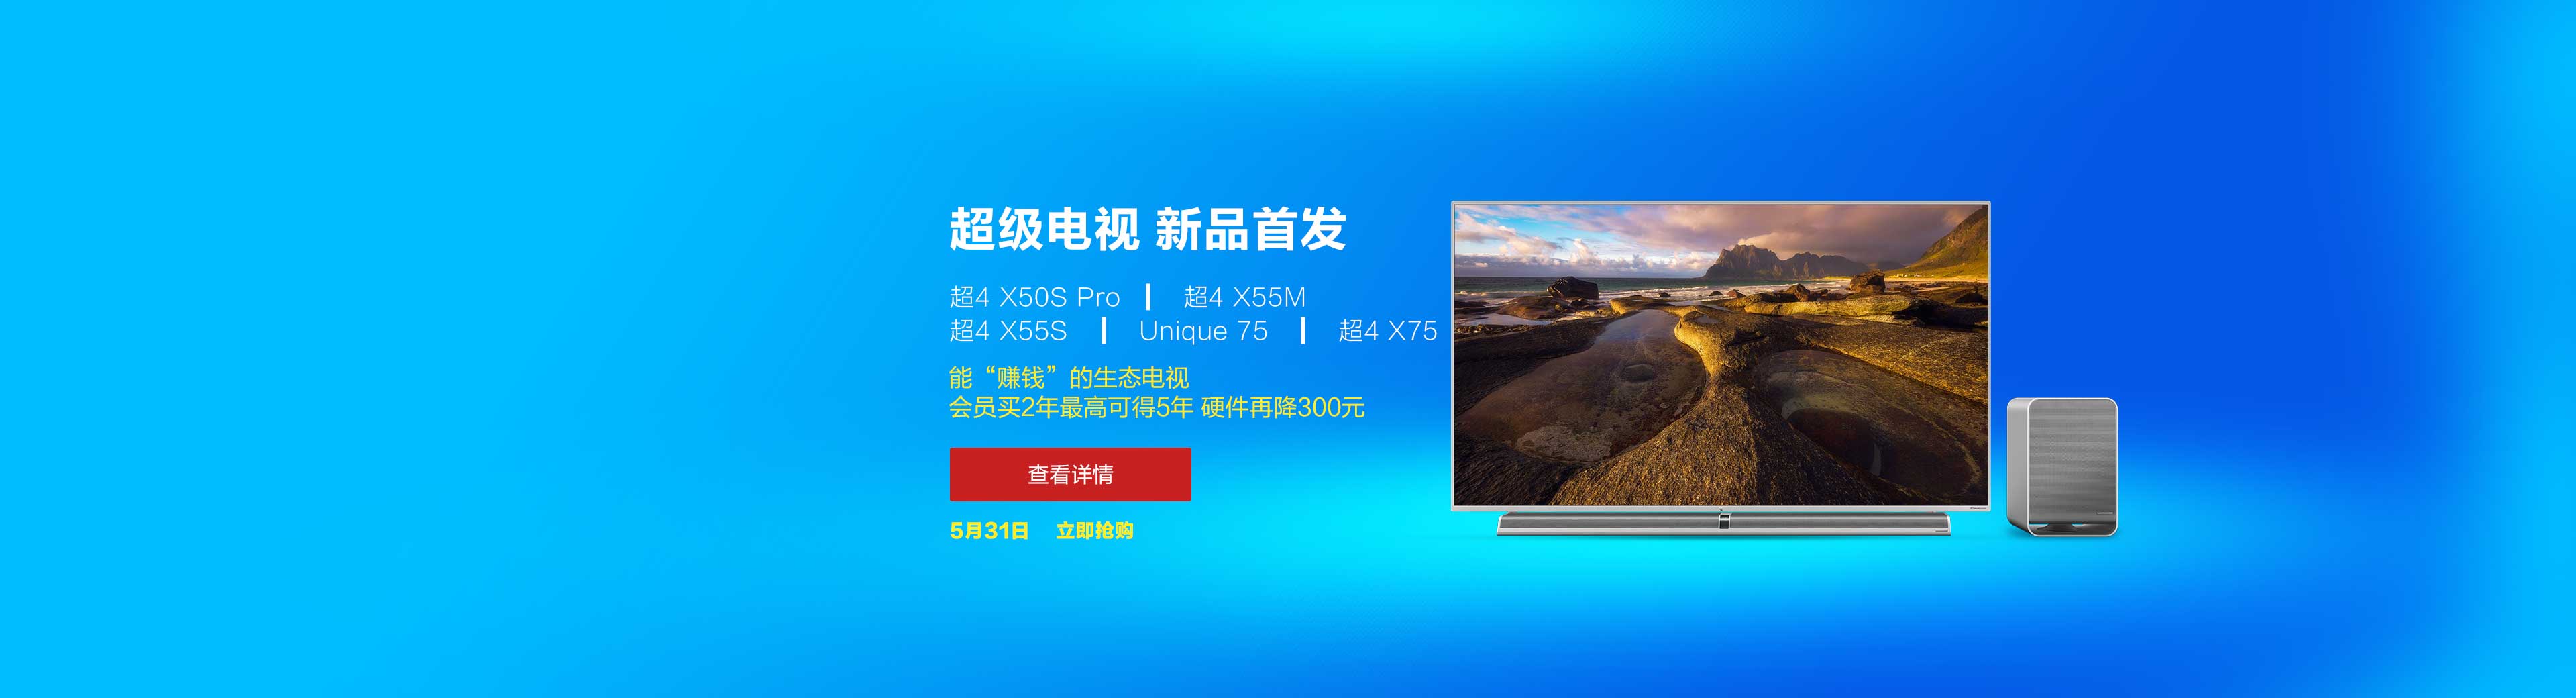 超级电视 新品首发
超4 X50S Pro | 超4 X55M
超4 X55S | Unique 75 | 超4 X75
能“赚钱”的生态电视
会员买2年最高可得5年 硬件再降300元
查看详情
5月31日 立即抢购